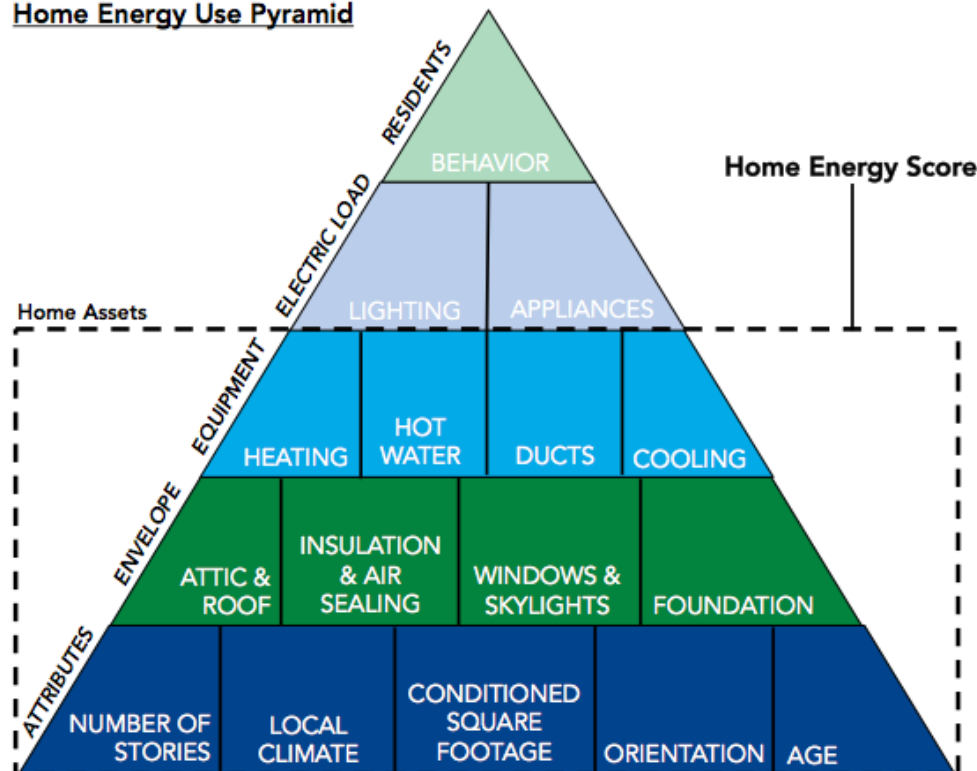 Home Energy Use Pyramid
RESIDENTS
BEHAVIOR
Home Energy Score
ELECTRIC LOAD
LIGHTING
APPLIANCES
Home Assets
EQUIPMENT
HEATING
HOT
WATER
DUCTS
COOLING
ENVELOPE
ATTIC &
ROOF
INSULATION
& AIR
SEALING
WINDOWS &
SKYLIGHTS
FOUNDATION
ATTRIBUTES
NUMBER OF
STORIES
LOCAL
CLIMATE
CONDITIONED
SQUARE
FOOTAGE
ORIENTATION
AGE